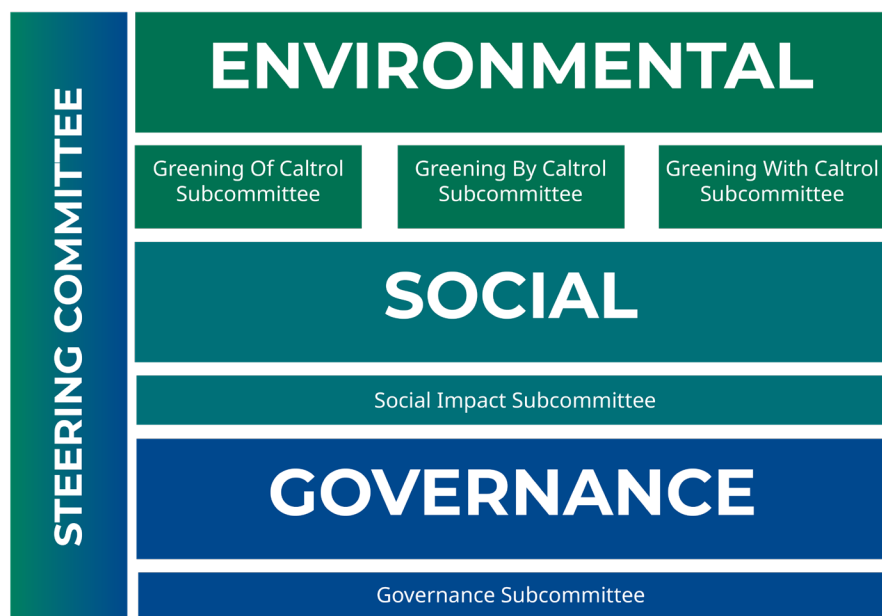 STEERING COMMITTEE
ENVIRONMENTAL
Greening Of Caltrol
Subcommittee
Greening By Caltrol
Subcommittee
Greening With Caltrol
Subcommittee
SOCIAL
Social Impact Subcommittee
GOVERNANCE
Governance Subcommittee